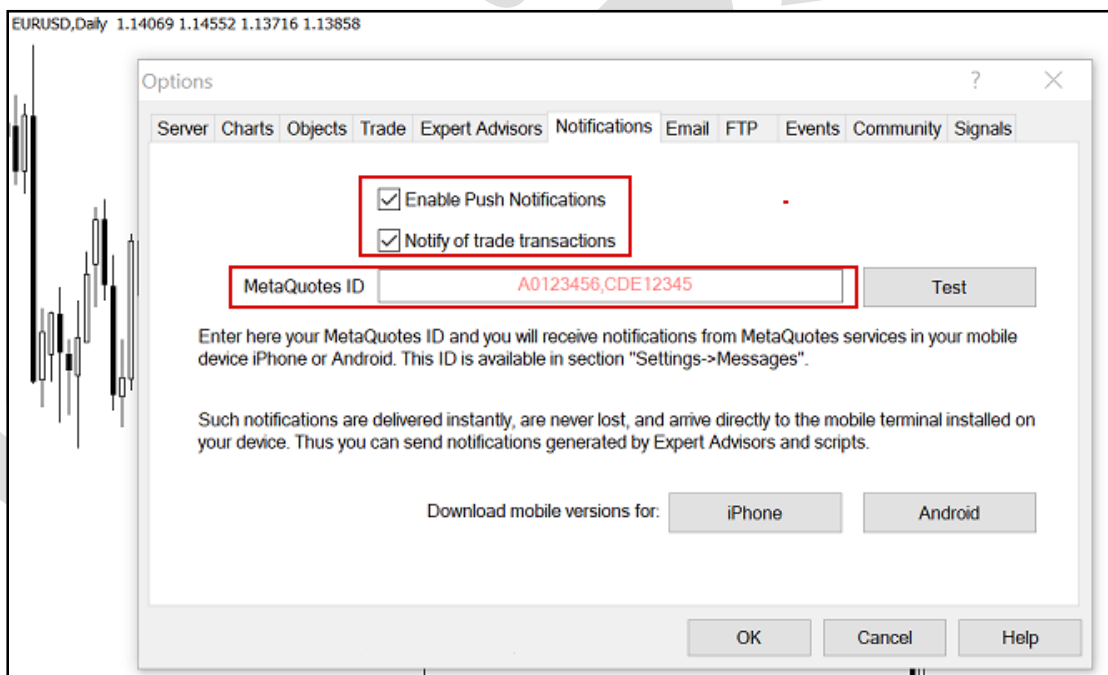 EURUSD,Daily 1.14069 1.14552 1.13716 1.13858
Options
Server Charts Objects Trade Expert Advisors Notifications Email FTP Events Community Signals
Enable Push Notifications
Notify of trade transactions
MetaQuotes ID A0123456,CDE12345 Test
Enter here your MetaQuotes ID and you will receive notifications from MetaQuotes services in your mobile
device iPhone or Android. This ID is available in section "Settings->Messages".
Such notifications are delivered instantly, are never lost, and arrive directly to the mobile terminal installed on
your device. Thus you can send notifications generated by Expert Advisors and scripts.
Download mobile versions for: iPhone Android
OK Cancel Help